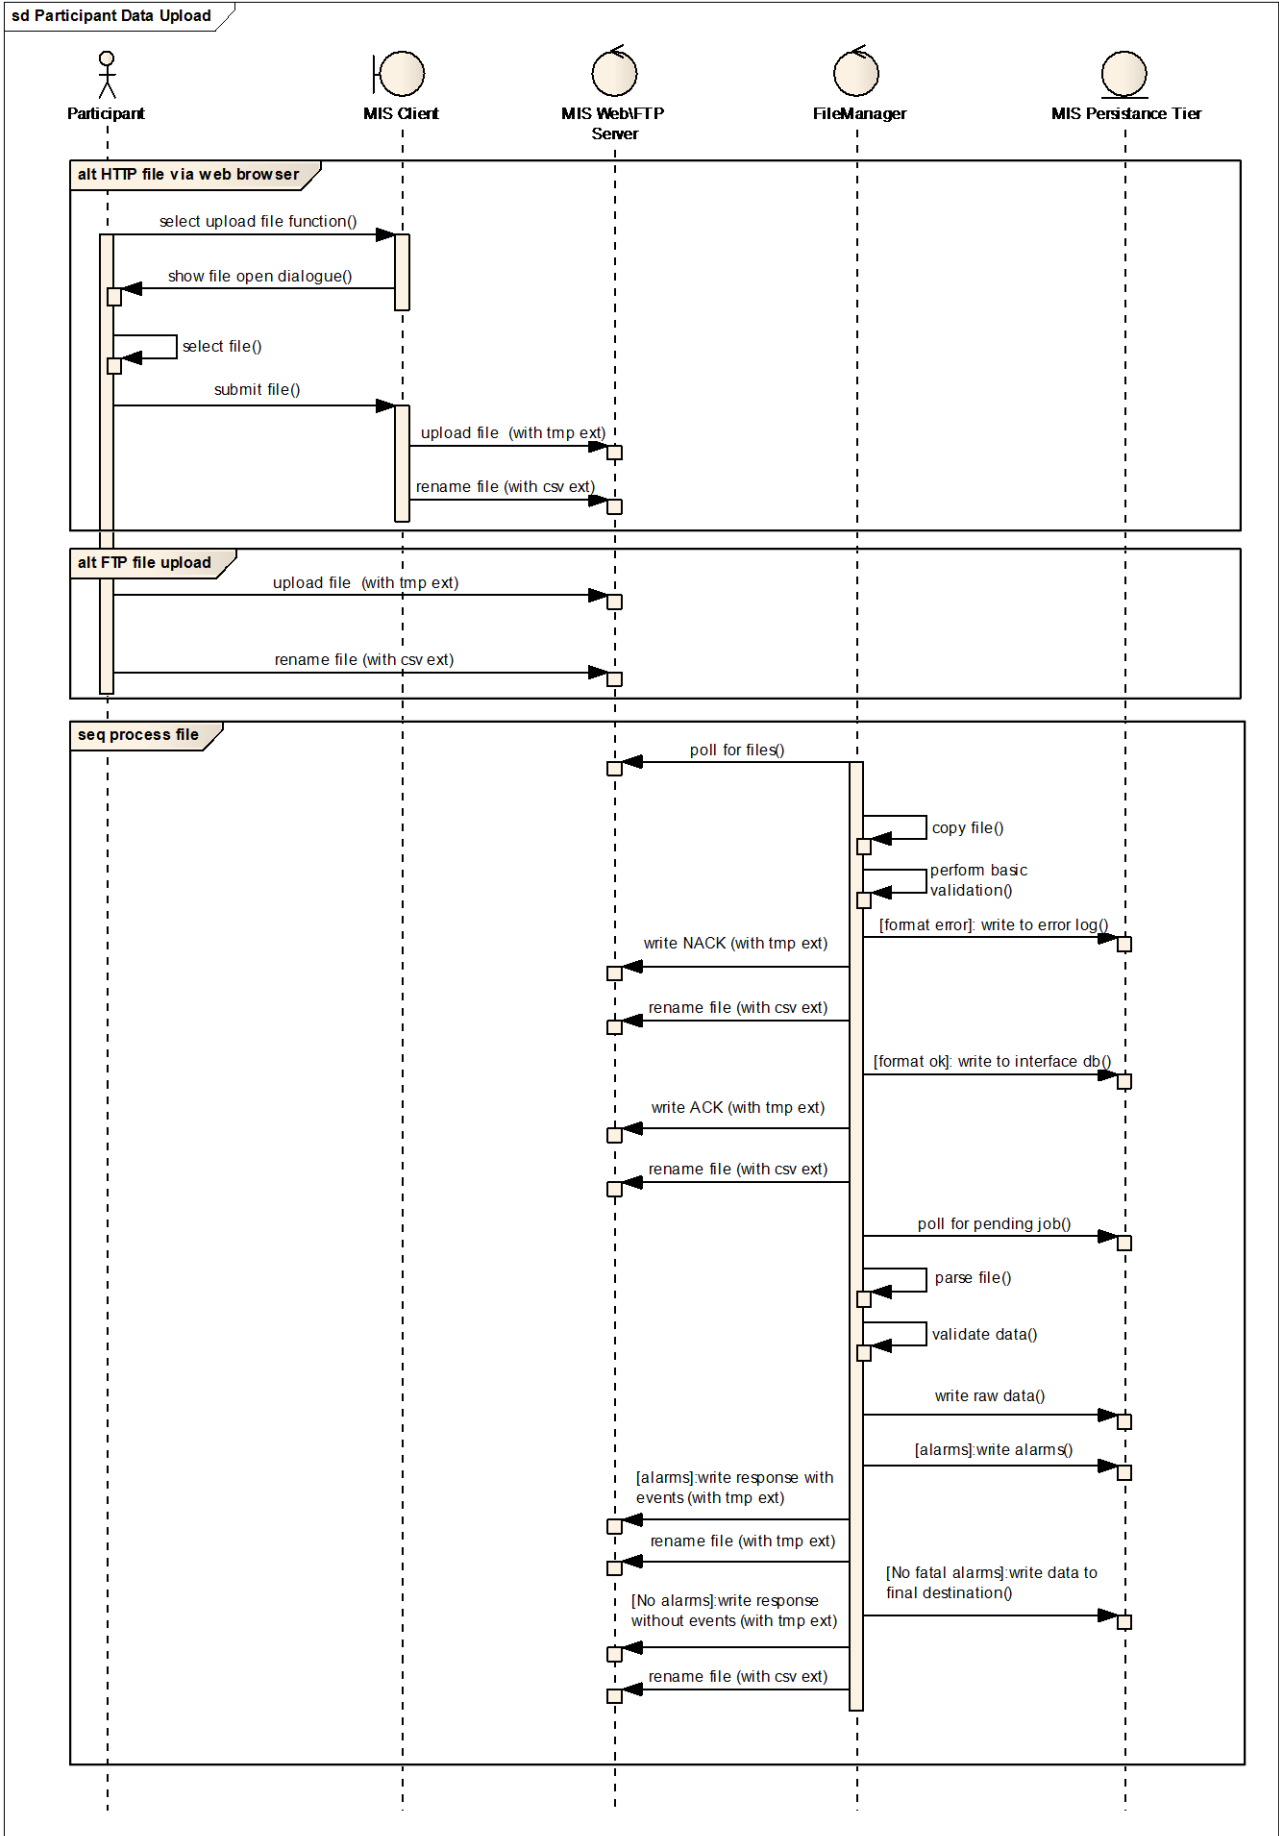 sd Participant Data Upload
Participant
MIS Client
MIS Web\FTP
Server
FileManager
MIS Persistance Tier
alt HTTP file via web browser
select upload file function()
show file open dialogue()
select file()
submit file()
upload file  (with tmp ext)
rename file (with csv ext)
alt FTP file upload
upload file  (with tmp ext)
rename file (with csv ext)
seq process file
poll for files()
copy file()
perform basic
validation()
[format error]: write to error log()
write NACK (with tmp ext)
rename file (with csv ext)
[format ok]: write to interface db()
write ACK (with tmp ext)
rename file (with csv ext)
poll for pending job()
parse file()
validate data()
write raw data()
[alarms]:write alarms()
[alarms]:write response with
events (with tmp ext)
rename file (with tmp ext)
[No fatal alarms]:write data to
final destination()
[No alarms]:write response
without events (with tmp ext)
rename file (with csv ext)